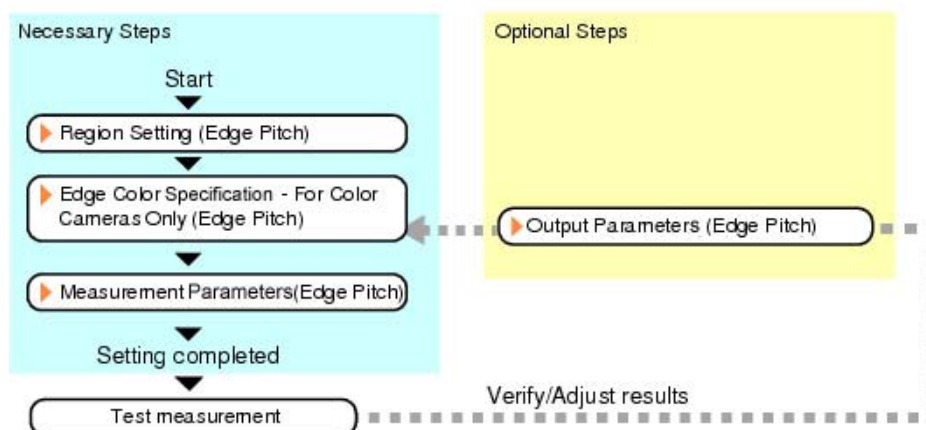 Necessary Steps
Start
Region Setting (Edge Pitch)
Edge Color Specification - For Color
Cameras Only (Edge Pitch)
Measurement Parameters(Edge Pitch)
Setting completed
Test measurement
Optional Steps
Output Parameters (Edge Pitch)
Verify/Adjust results